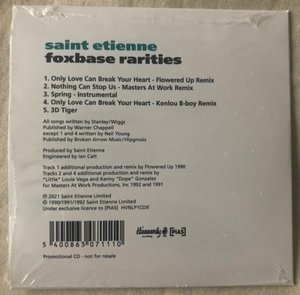 saint etienne
foxbase rarities
1. Only Love Can Break Your Heart - Flowered Up Remix
2. Nothing Can Stop Us - Masters At Work Remix
3. Spring - Instrumental
4. Only Love Can Break Your Heart - Kenlou B-boy Remix
5. 3D Tiger
All songs written by Stanley/Wiggs
Published by Warner Chappell
except 1 and 4 written by Neil Young
Published by Broken Arrow Music/Hipgnosis
Produced by Saint Etienne
Engineered by Ian Catt
Track 1 additional production and remix by Flowered Up 1990
Tracks 2 and 4 additional production and remix by
"Little" Louie Vega and Kenny "Dope" Gonzalez
for Masters At Work Productions, Inc 1992 and 1991
℗ 2021 Saint Etienne Limited
© 1990/1991/1992 Saint Etienne Limited
Under exclusive licence to [PIAS] HVNLP1CDX
5 400863 071110
Promotional CD - not for resale
Heavenly
recordings
[PIAS]